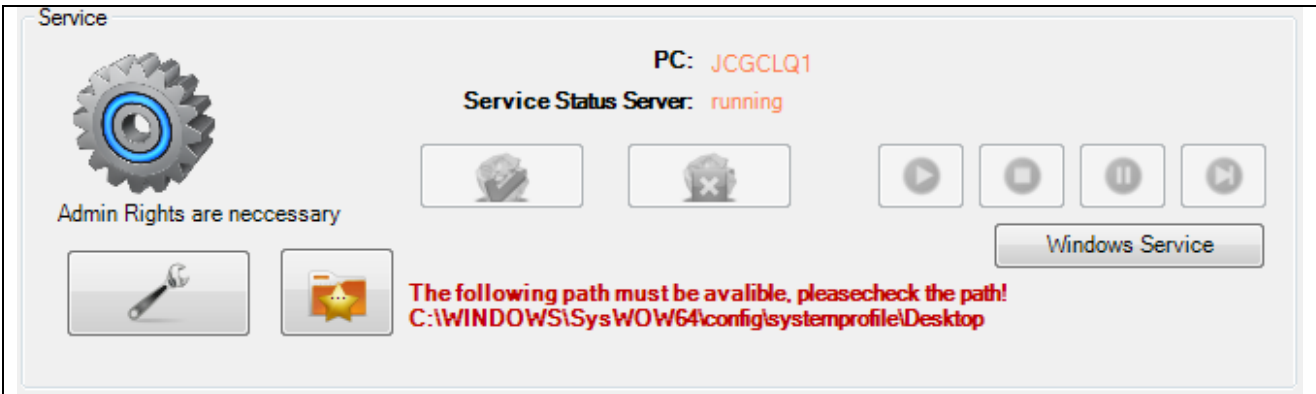 Service
PC: JCGCLQ1
Service Status Server: running
Admin Rights are neccessary
Windows Service
The following path must be avalible, pleasecheck the path!
C:\WINDOWS\SysWOW64\config\systemprofile\Desktop